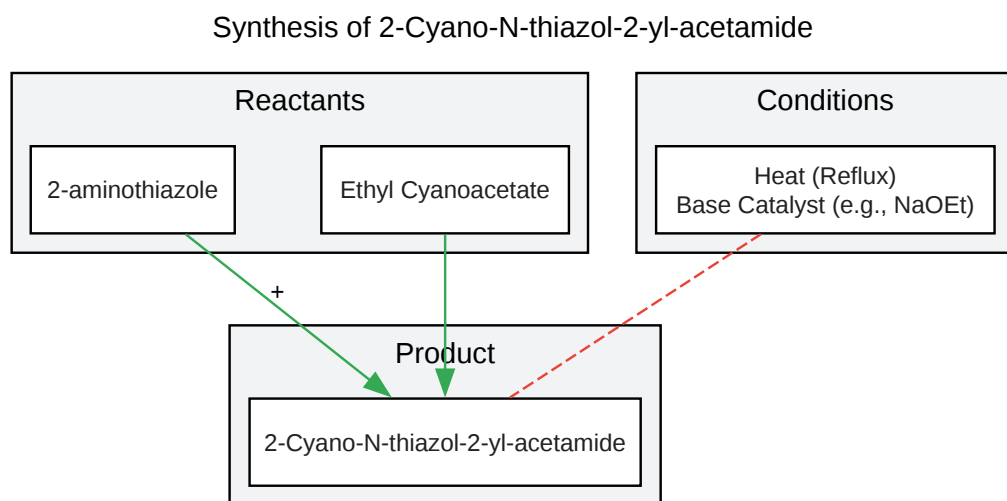 Synthesis of 2-Cyano-N-thiazol-2-yl-acetamide
Reactants
Conditions
2-aminothiazole
Ethyl Cyanoacetate
Heat (Reflux)
Base Catalyst (e.g., NaOEt)
+
Product
2-Cyano-N-thiazol-2-yl-acetamide